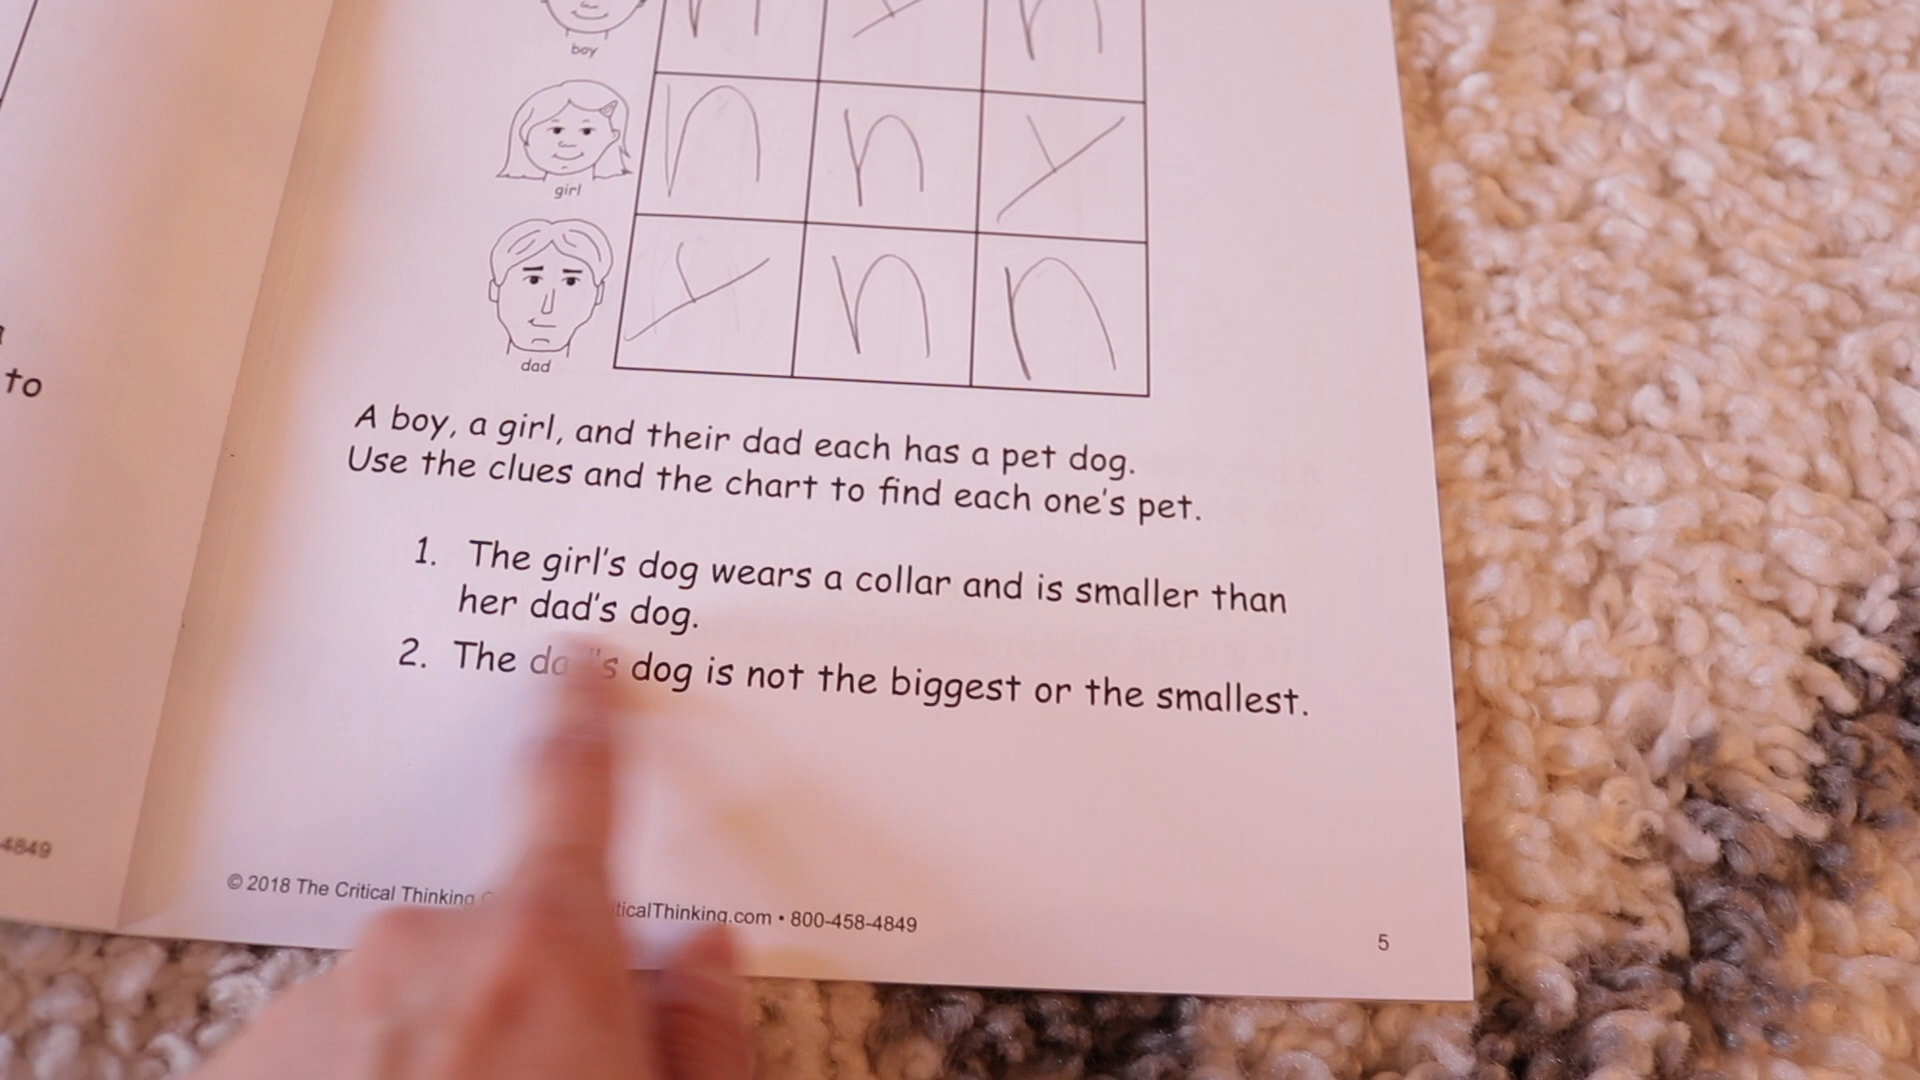 boy
n y n
girl
n n y
dad
y n n
to
A boy, a girl, and their dad each has a pet dog.
Use the clues and the chart to find each one's pet.
1. The girl's dog wears a collar and is smaller than
her dad's dog.
2. The dad's dog is not the biggest or the smallest.
4849
© 2018 The Critical Thinking ticalThinking.com • 800-458-4849
5